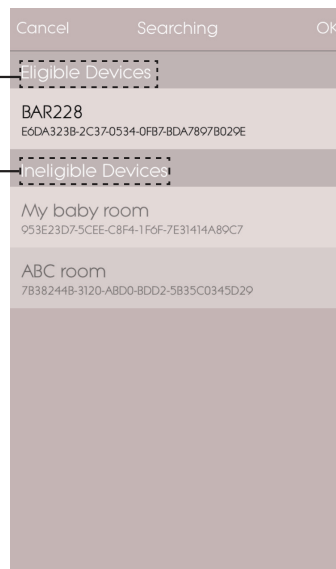 Cancel Searching OK
Eligible Devices
BAR228
E6DA323B-2C37-0534-0FB7-BDA7897B029E
Ineligible Devices
My baby room
953E23D7-5CEE-C8F4-1F6F-7E31414A89C7
ABC room
7B38244B-3120-ABD0-BDD2-5B35C0345D29